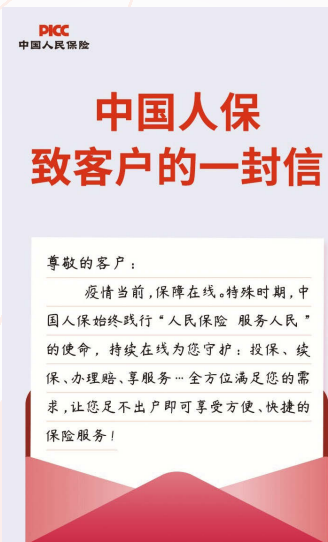 PICC
中国人民保险
中国人保
致客户的一封信
尊敬的客户：
疫情当前，保障在线。特殊时期，中
国人保始终践行“人民保险 服务人民”
的使命，持续在线为您守护：投保、续
保、办理赔、享服务…全方位满足您的需
求，让您足不出户即可享受方便、快捷的
保险服务！